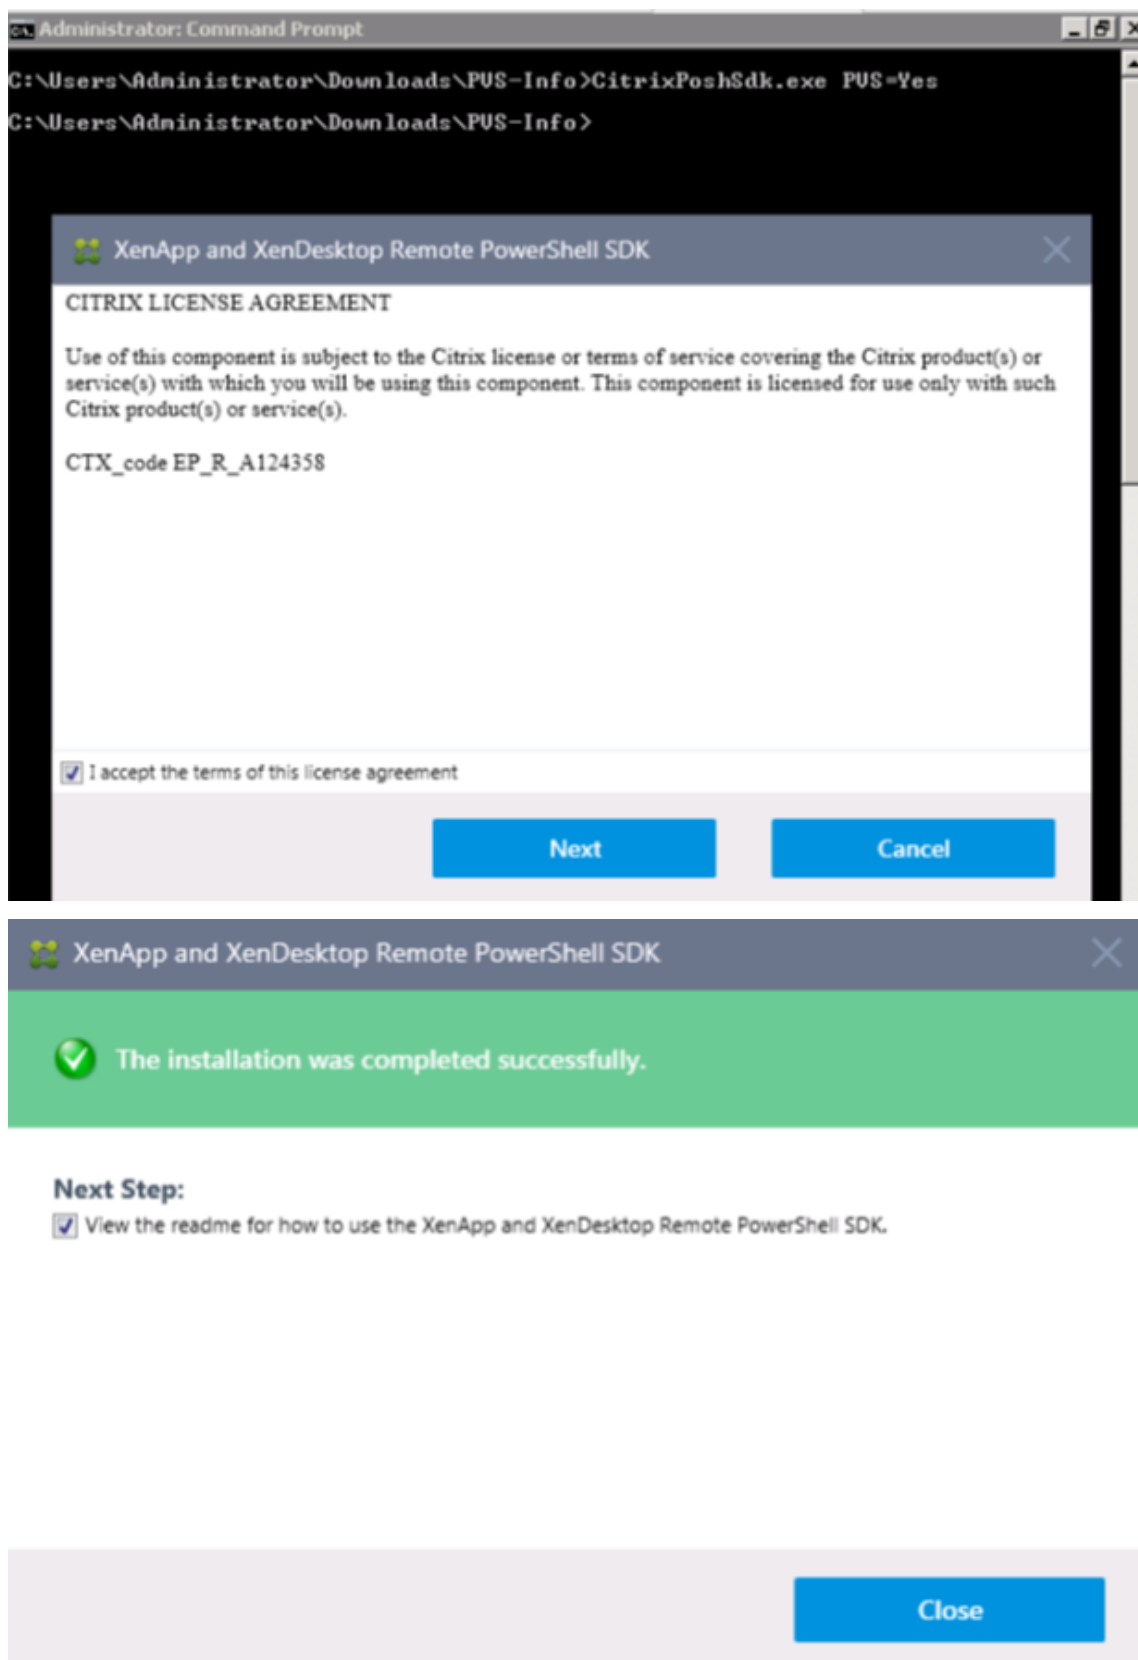 Administrator: Command Prompt
C:\Users\Administrator\Downloads\PVS-Info>CitrixPoshSdk.exe PVS=Yes
C:\Users\Administrator\Downloads\PVS-Info>
XenApp and XenDesktop Remote PowerShell SDK
CITRIX LICENSE AGREEMENT
Use of this component is subject to the Citrix license or terms of service covering the Citrix product(s) or
service(s) with which you will be using this component. This component is licensed for use only with such
Citrix product(s) or service(s).
CTX_code EP_R_A124358
I accept the terms of this license agreement
Next Cancel
XenApp and XenDesktop Remote PowerShell SDK
The installation was completed successfully.
Next Step:
View the readme for how to use the XenApp and XenDesktop Remote PowerShell SDK.
Close